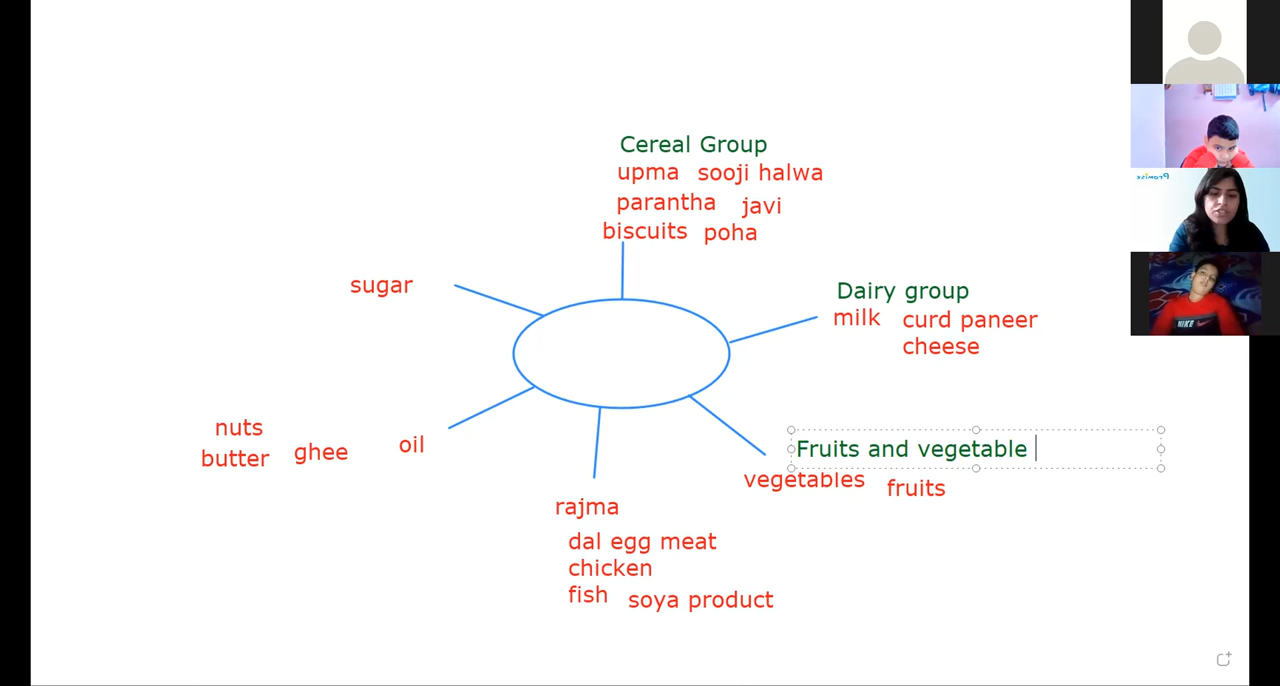 Cereal Group
upma sooji halwa
parantha javi
biscuits poha
sugar
Dairy group
milk curd paneer
cheese
nuts
butter ghee oil
Fruits and vegetable
vegetables fruits
rajma
dal egg meat
chicken
fish soya product
Promise
NIKE